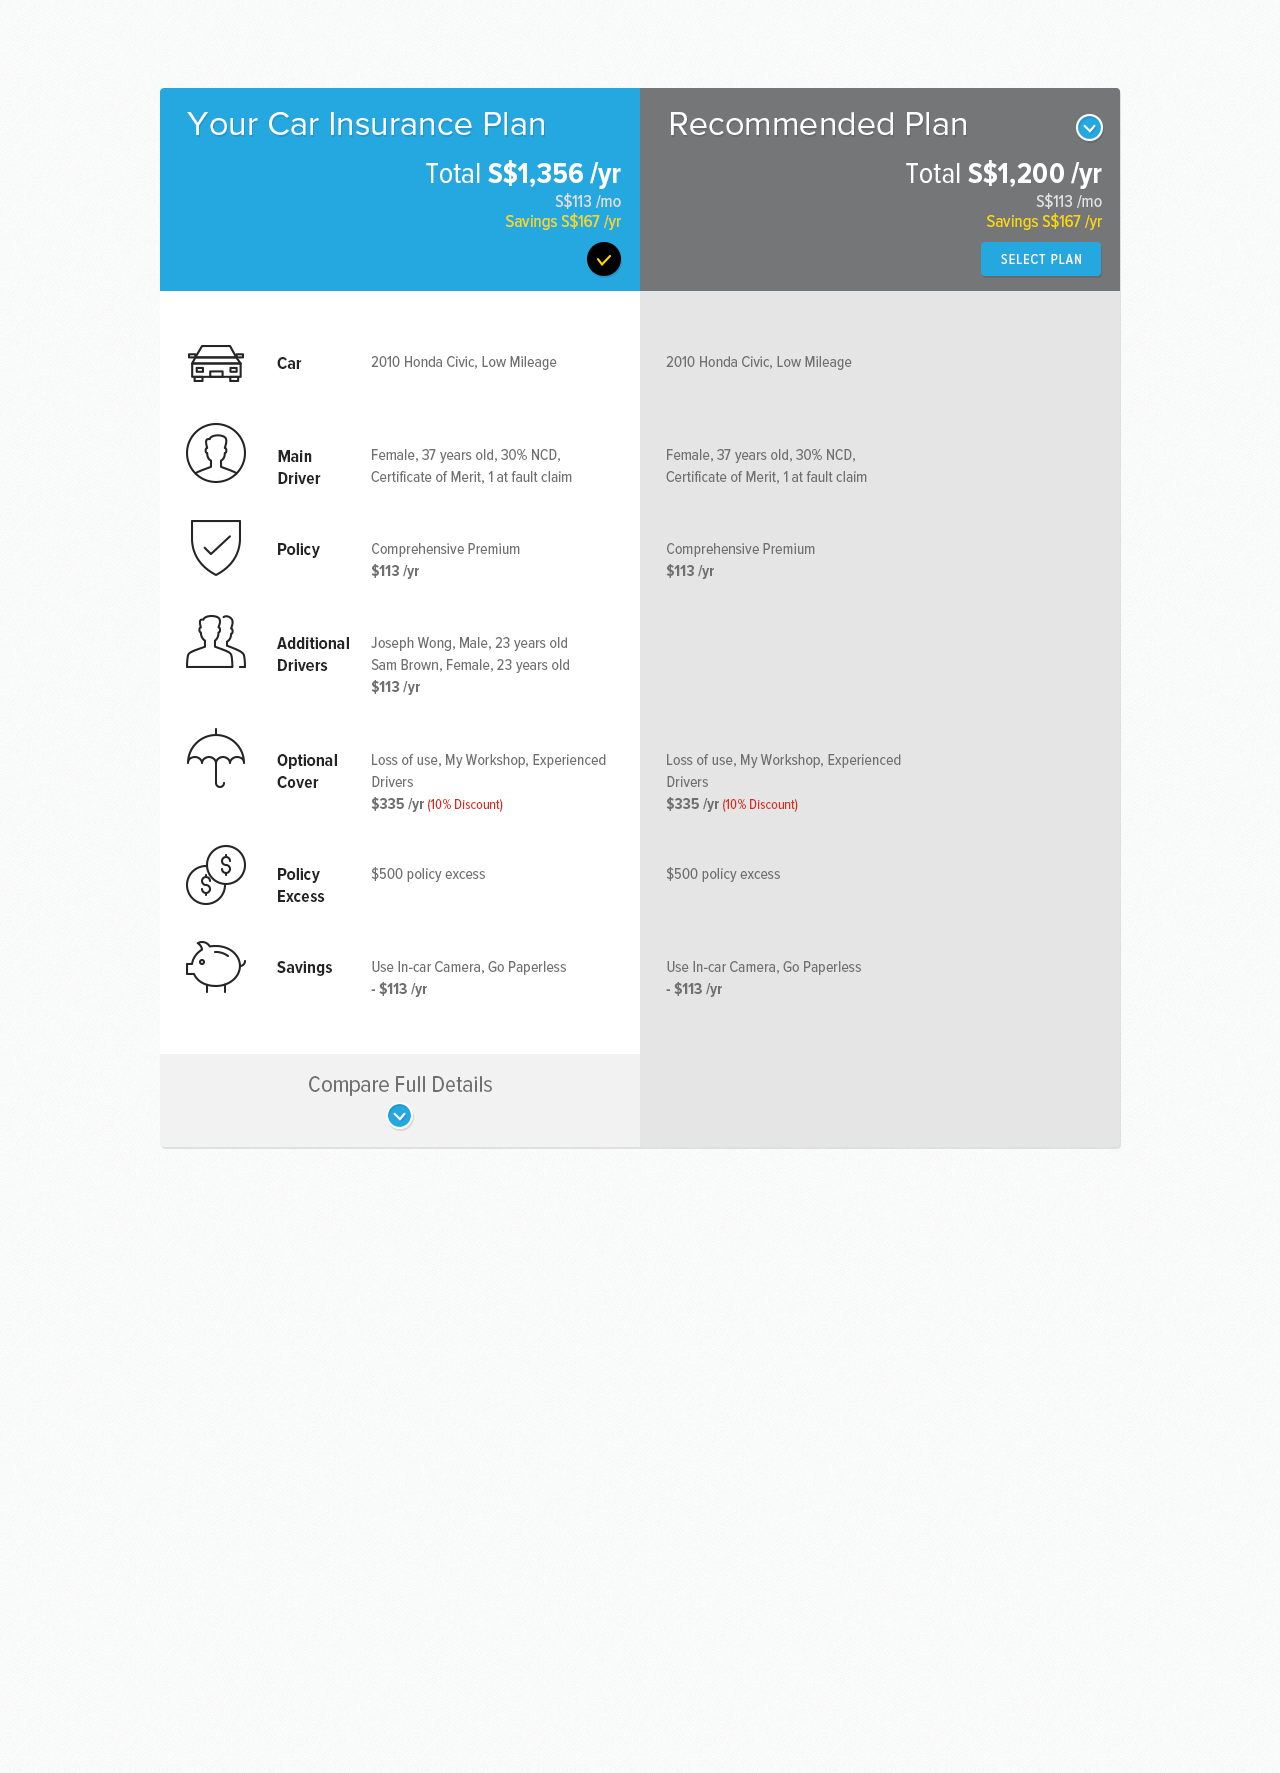 Your Car Insurance Plan
Total S$1,356 /yr
S$113 /mo
Savings S$167 /yr
Recommended Plan
Total S$1,200 /yr
S$113 /mo
Savings S$167 /yr
SELECT PLAN
Car
2010 Honda Civic, Low Mileage
2010 Honda Civic, Low Mileage
Main
Driver
Female, 37 years old, 30% NCD,
Certificate of Merit, 1 at fault claim
Female, 37 years old, 30% NCD,
Certificate of Merit, 1 at fault claim
Policy
Comprehensive Premium
$113 /yr
Comprehensive Premium
$113 /yr
Additional
Drivers
Joseph Wong, Male, 23 years old
Sam Brown, Female, 23 years old
$113 /yr
Optional
Cover
Loss of use, My Workshop, Experienced
Drivers
$335 /yr (10% Discount)
Loss of use, My Workshop, Experienced
Drivers
$335 /yr (10% Discount)
$
$
Policy
Excess
$500 policy excess
$500 policy excess
Savings
Use In-car Camera, Go Paperless
- $113 /yr
Use In-car Camera, Go Paperless
- $113 /yr
Compare Full Details